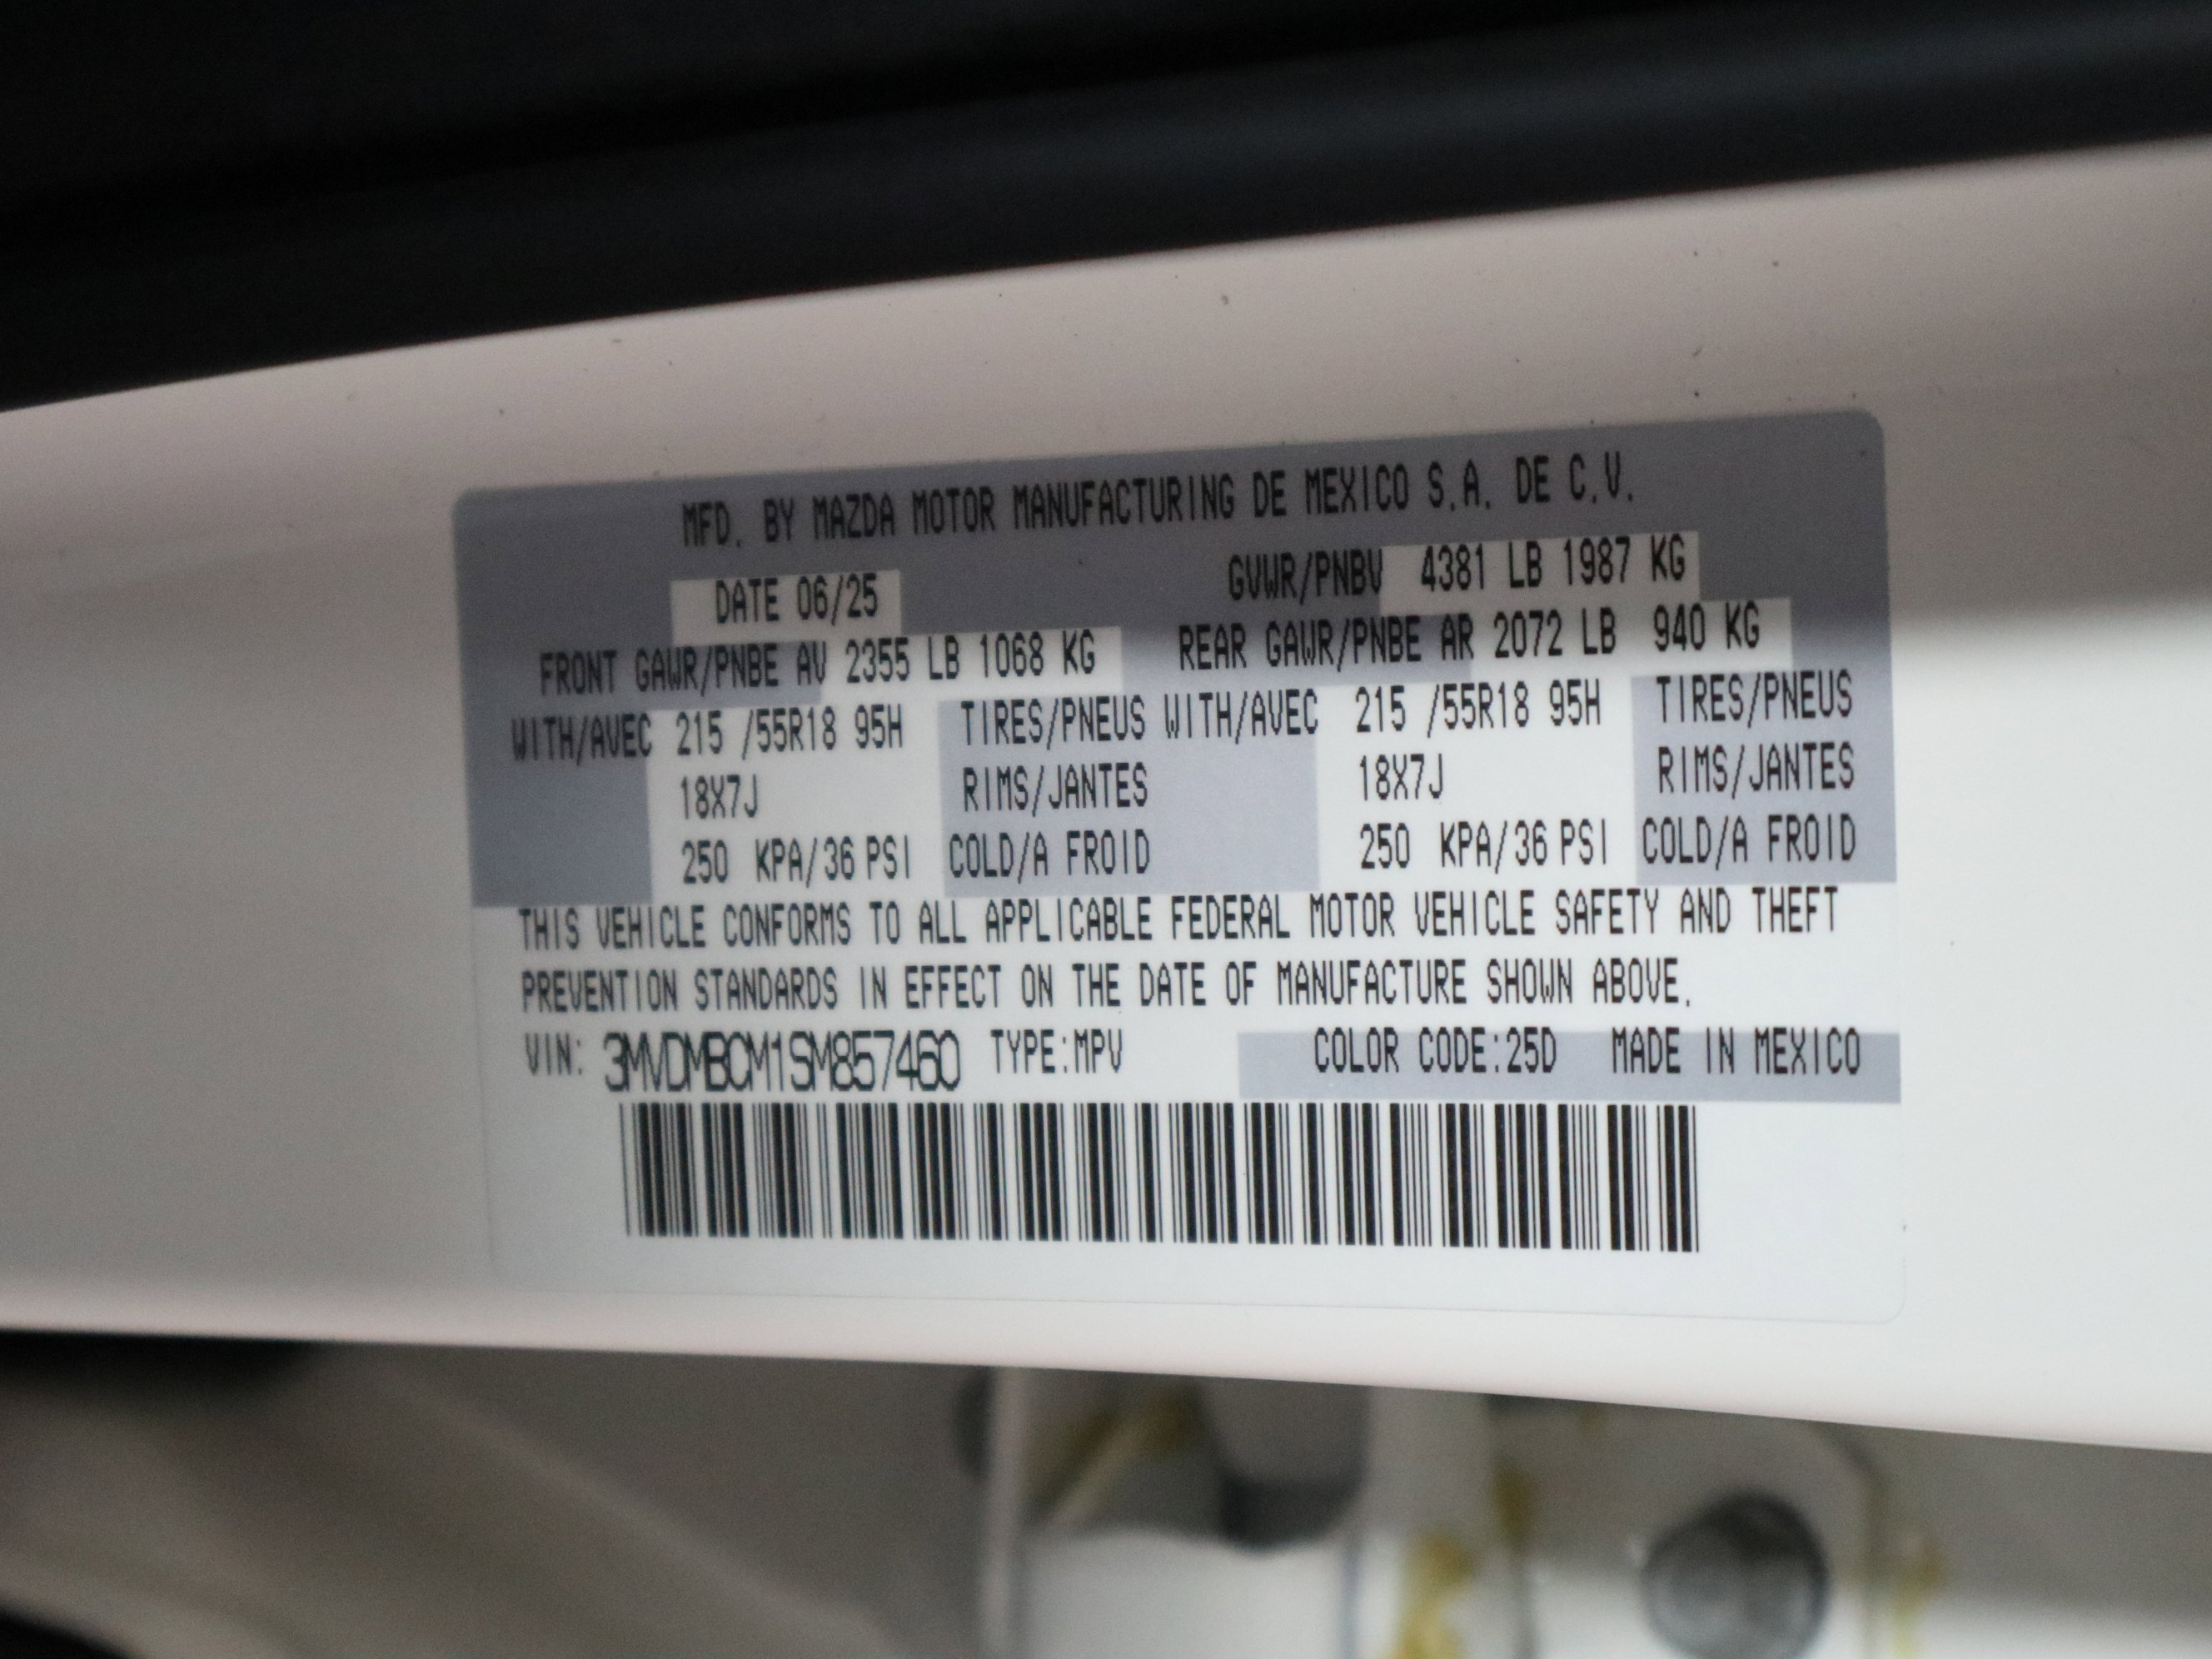 MFD. BY MAZDA MOTOR MANUFACTURING DE MEXICO S.A. DE C.V.
DATE 06/25 GVWR/PNBV 4381 LB 1987 KG
FRONT GAWR/PNBE AV 2355 LB 1068 KG REAR GAWR/PNBE AR 2072 LB 940 KG
WITH/AVEC 215 /55R18 95H TIRES/PNEUS WITH/AVEC 215 /55R18 95H TIRES/PNEUS
18X7J RIMS/JANTES 18X7J RIMS/JANTES
250 KPA/36 PSI COLD/A FROID 250 KPA/36 PSI COLD/A FROID
THIS VEHICLE CONFORMS TO ALL APPLICABLE FEDERAL MOTOR VEHICLE SAFETY AND THEFT
PREVENTION STANDARDS IN EFFECT ON THE DATE OF MANUFACTURE SHOWN ABOVE.
VIN: 3MVDMBCM1SM857460 TYPE:MPV COLOR CODE:25D MADE IN MEXICO